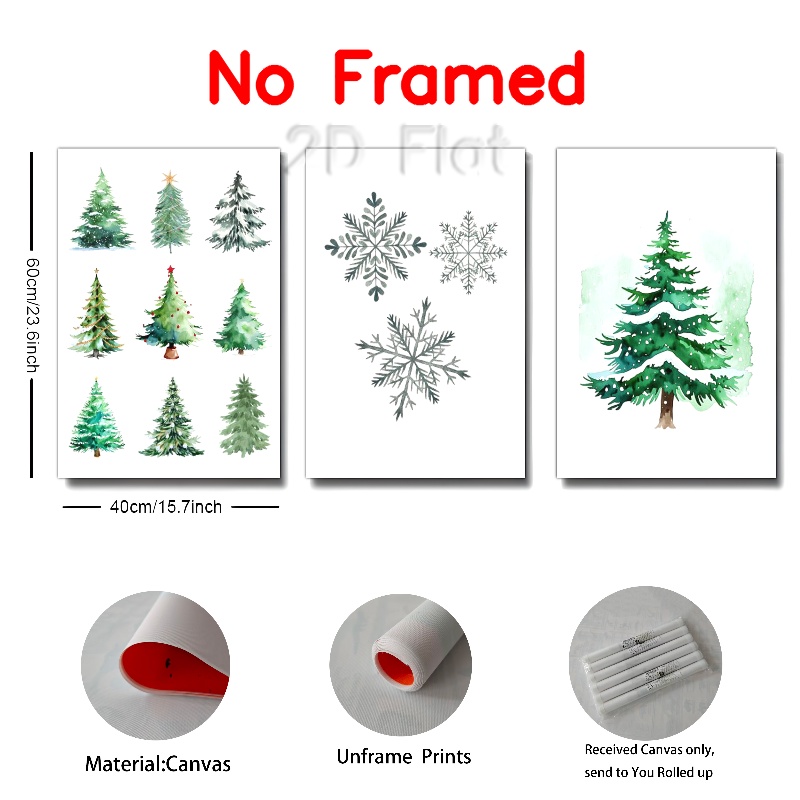 No Framed
2D Flat
60cm/23.6inch
40cm/15.7inch
Material:Canvas
Unframe Prints
Received Canvas only,
send to You Rolled up